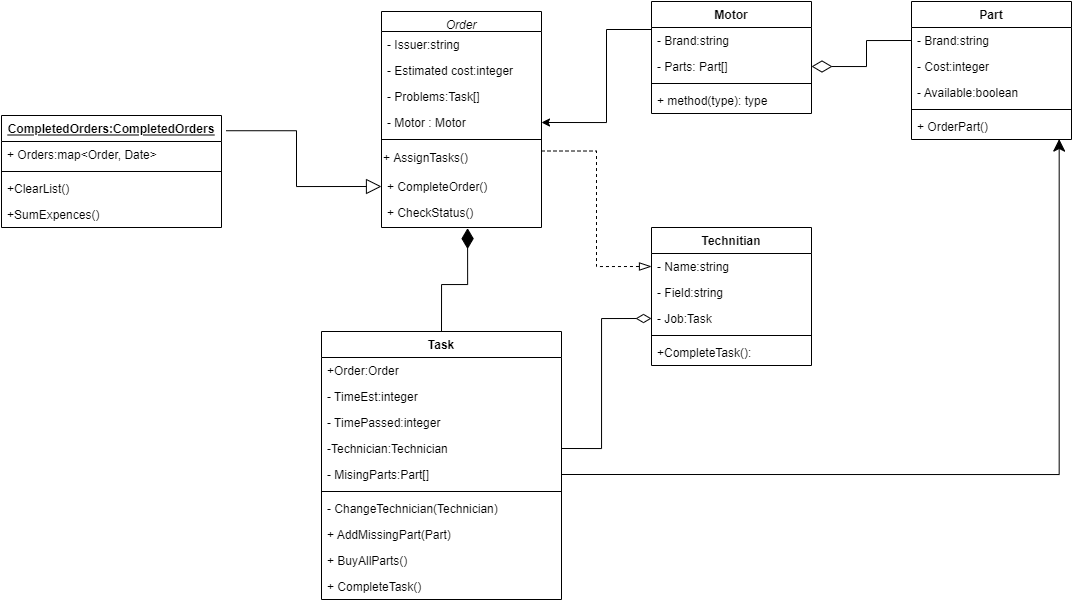 CompletedOrders:CompletedOrders
+ Orders:map<Order, Date>
+ClearList()
+SumExpences()
Order
- Issuer:string
- Estimated cost:integer
- Problems:Task[]
- Motor : Motor
+ AssignTasks()
+ CompleteOrder()
+ CheckStatus()
Motor
- Brand:string
- Parts: Part[]
+ method(type): type
Part
- Brand:string
- Cost:integer
- Available:boolean
+ OrderPart()
Technitian
- Name:string
- Field:string
- Job:Task
+CompleteTask():
Task
+Order:Order
- TimeEst:integer
- TimePassed:integer
-Technician:Technician
- MisingParts:Part[]
- ChangeTechnician(Technician)
+ AddMissingPart(Part)
+ BuyAllParts()
+ CompleteTask()